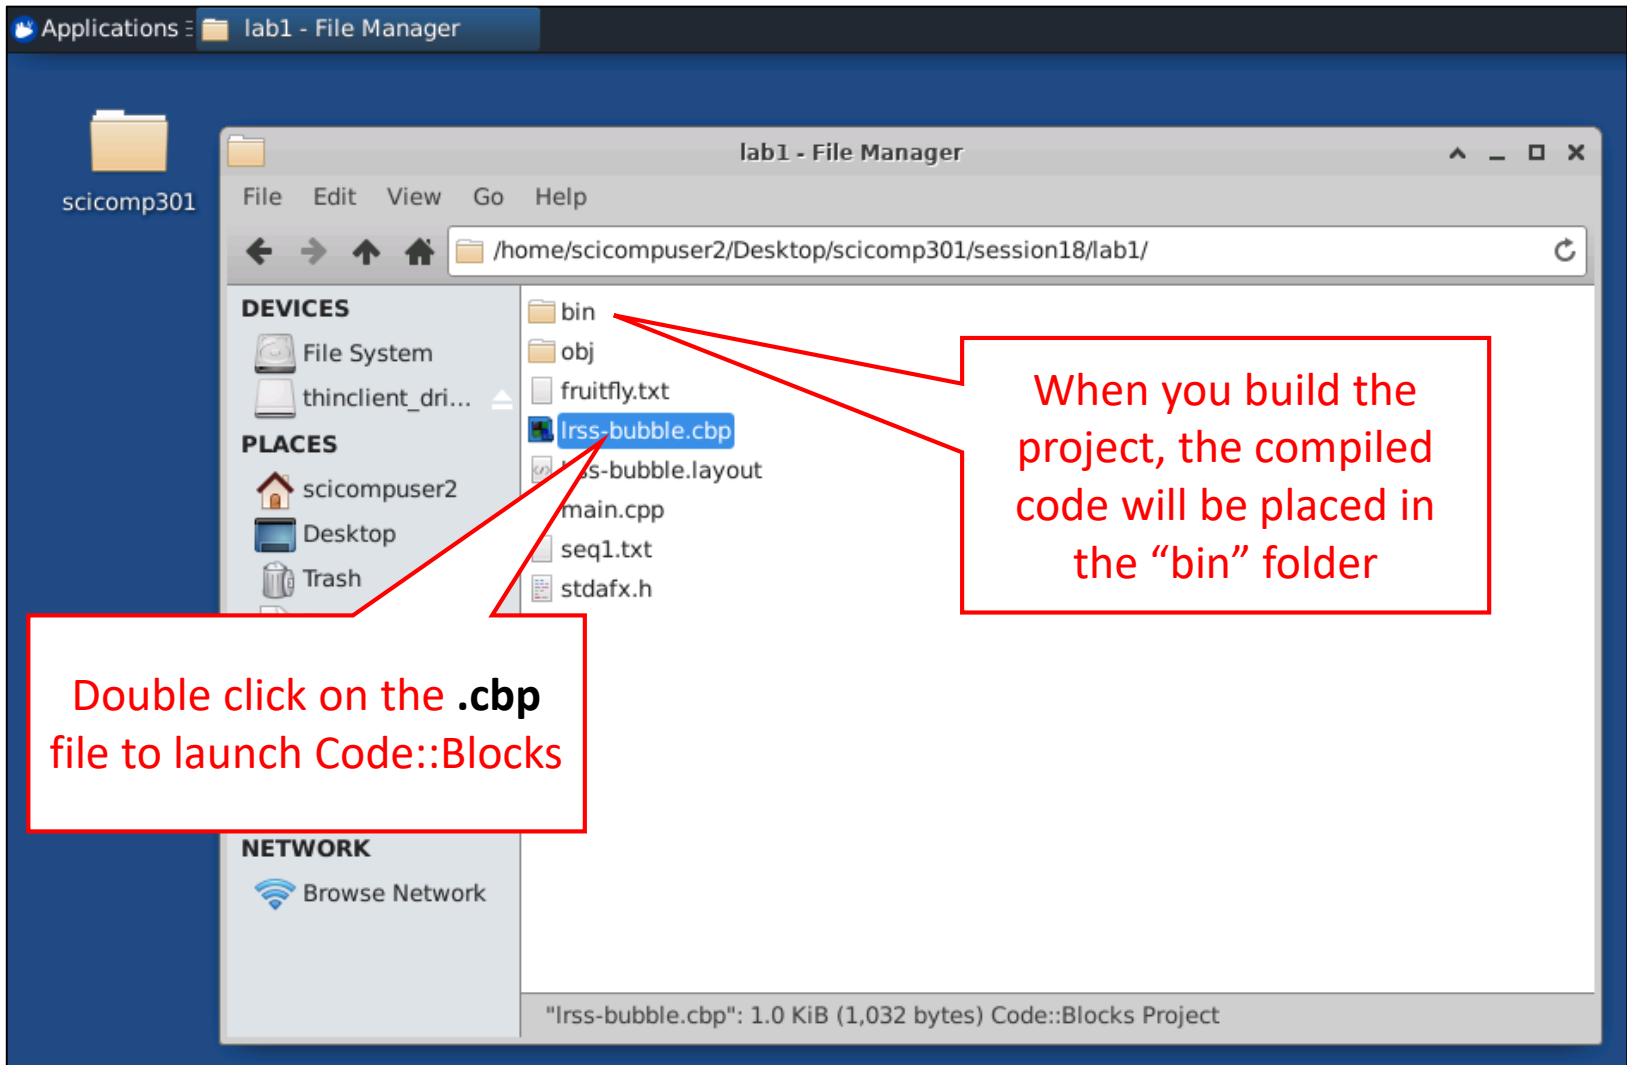 Applications
lab1 - File Manager
scicomp301
lab1 - File Manager
File Edit View Go Help
/home/scicompuser2/Desktop/scicomp301/session18/lab1/
DEVICES
File System
thinclient_dri...
PLACES
scicompuser2
Desktop
Trash
NETWORK
Browse Network
bin
obj
fruitfly.txt
lrss-bubble.cbp
ss-bubble.layout
main.cpp
seq1.txt
stdafx.h
When you build the
project, the compiled
code will be placed in
the “bin” folder
Double click on the .cbp
file to launch Code::Blocks
"lrss-bubble.cbp": 1.0 KiB (1,032 bytes) Code::Blocks Project